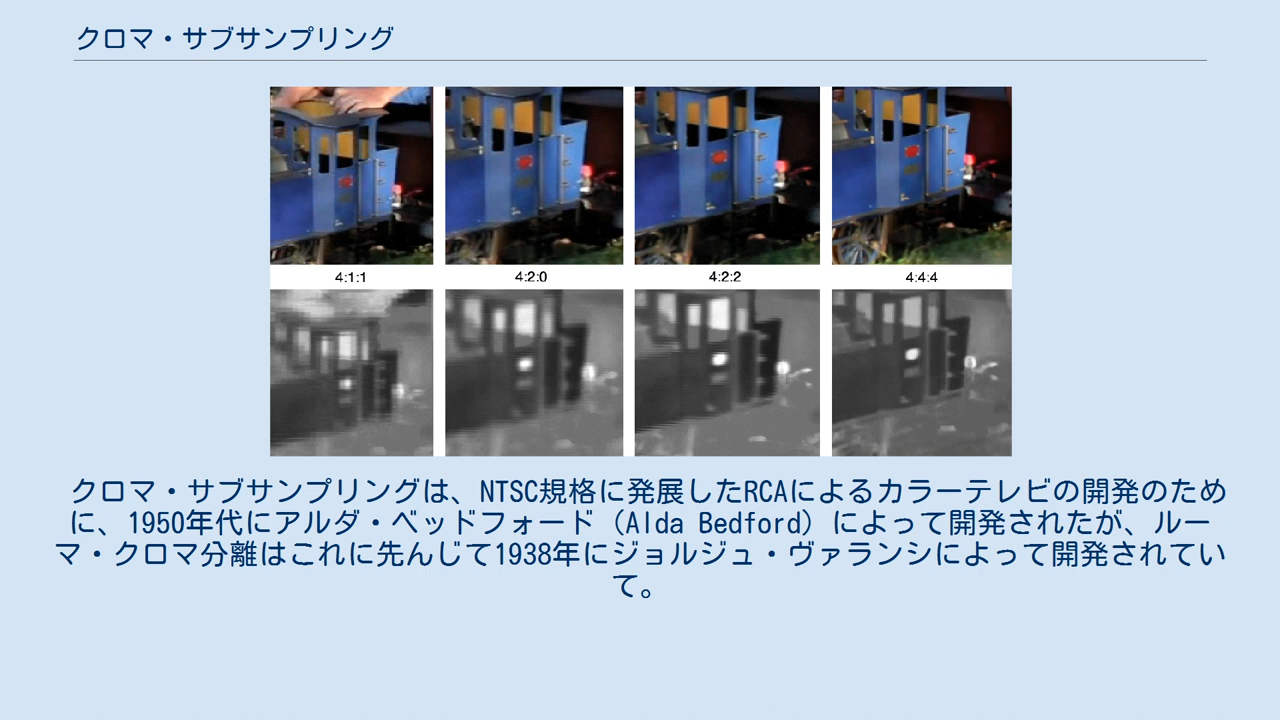 クロマ・サブサンプリング
4:1:1 4:2:0 4:2:2 4:4:4
クロマ・サブサンプリングは、NTSC規格に発展したRCAによるカラーテレビの開発のため
に、1950年代にアルダ・ベッドフォード（Alda Bedford）によって開発されたが、ルー
マ・クロマ分離はこれに先んじて1938年にジョルジュ・ヴァランシによって開発されてい
て。